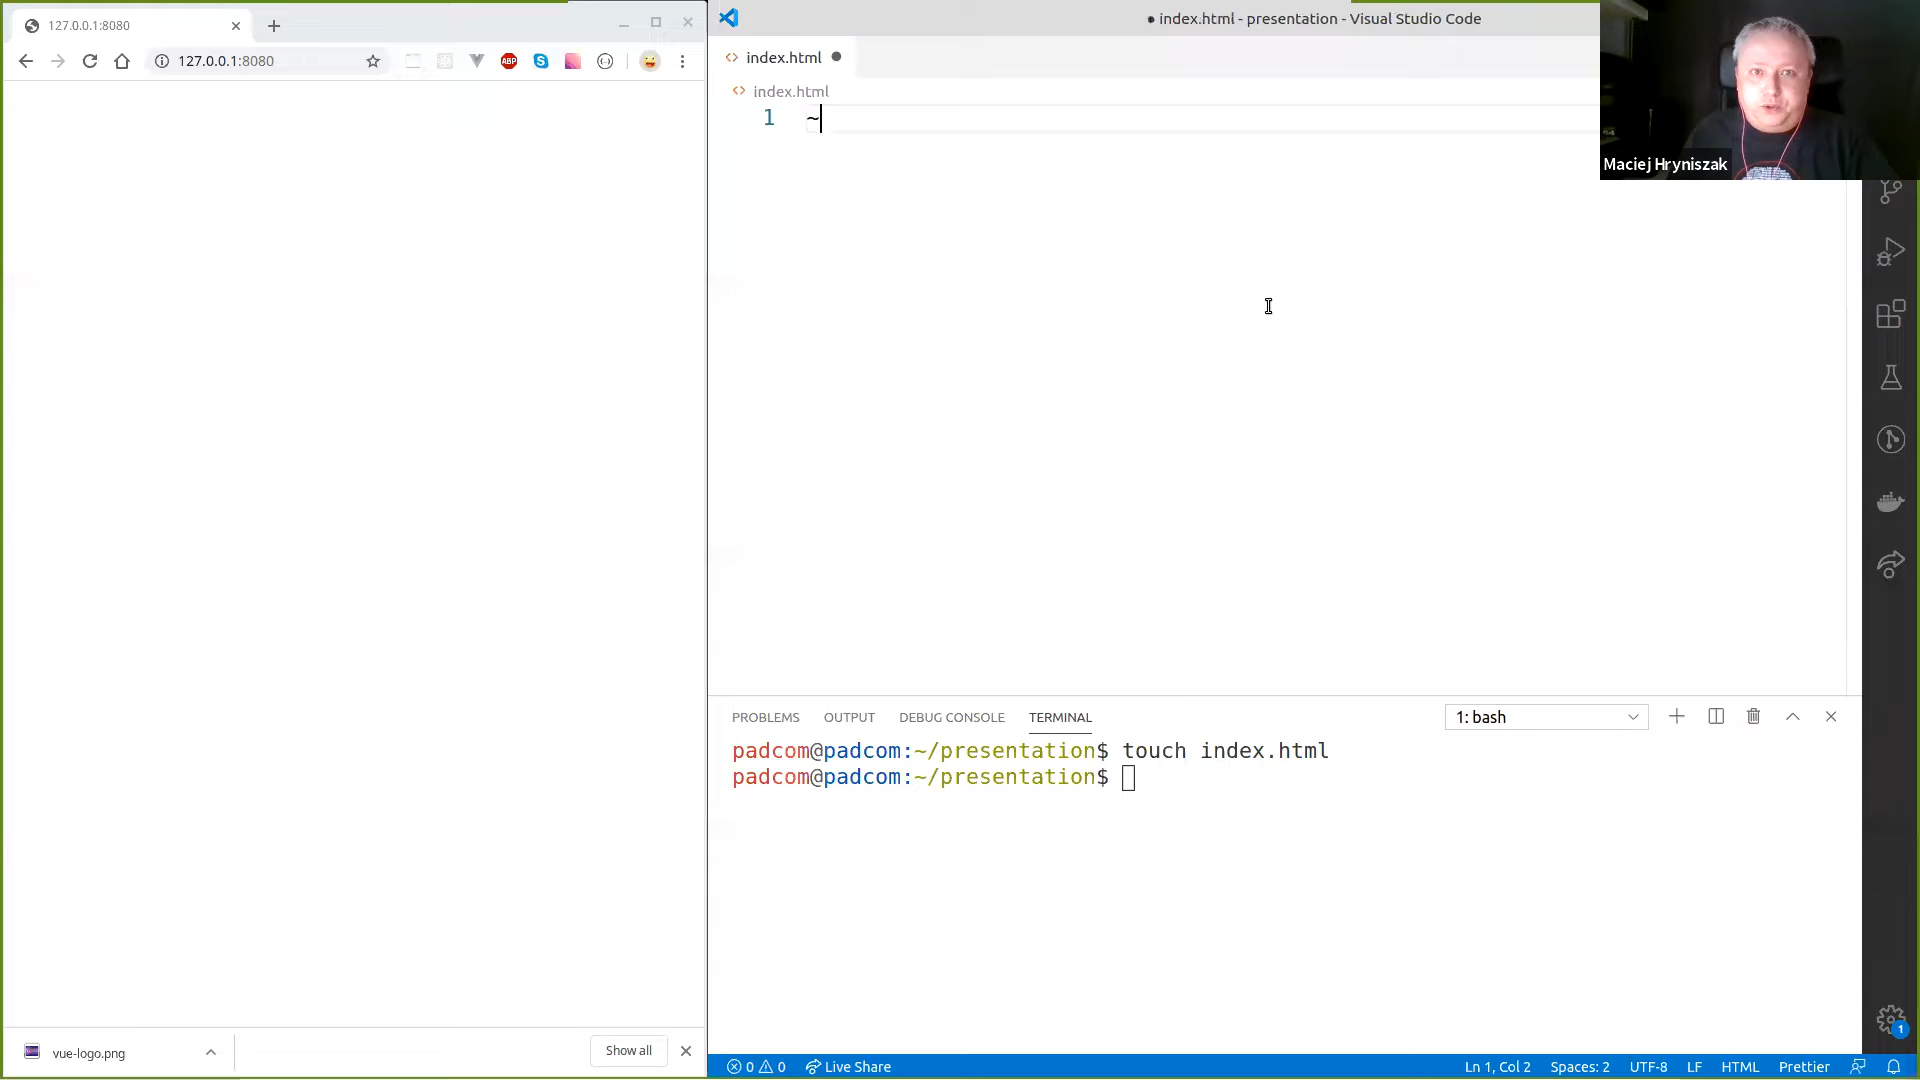 127.0.0.1:8080
127.0.0.1:8080
ABP
vue-logo.png
Show all
index.html - presentation - Visual Studio Code
index.html
index.html
1 ~
Maciej Hryniszak
PROBLEMS OUTPUT DEBUG CONSOLE TERMINAL
1: bash
padcom@padcom:~/presentation$ touch index.html
padcom@padcom:~/presentation$
1
0 0 Live Share
Ln 1, Col 2 Spaces: 2 UTF-8 LF HTML Prettier